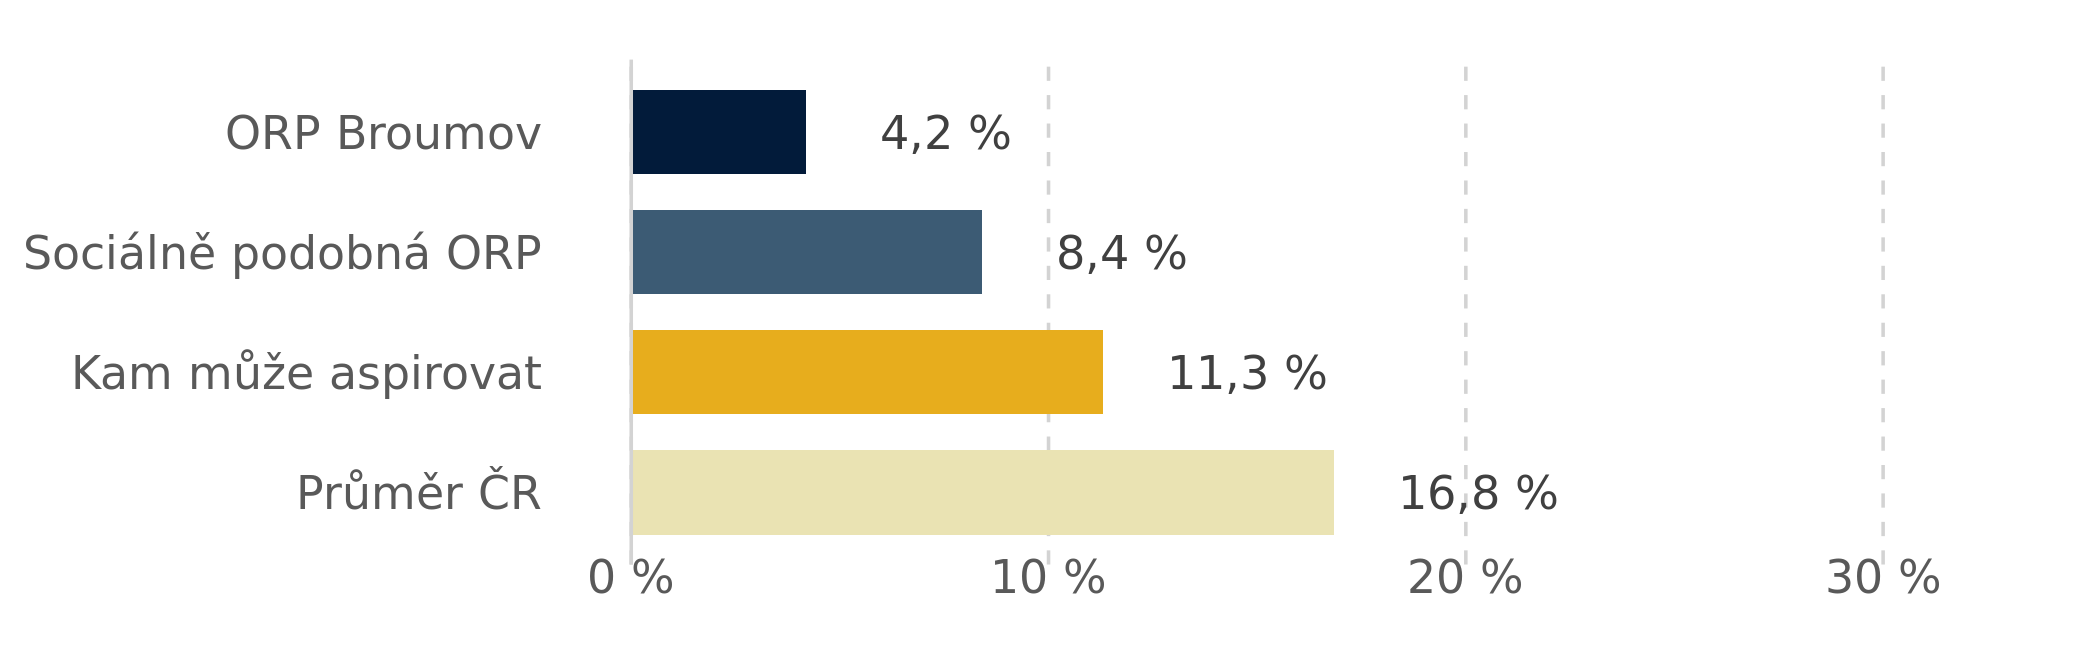 ORP Broumov 4,2 %
Sociálně podobná ORP 8,4 %
Kam může aspirovat 11,3 %
Průměr ČR 16,8 %
0 % 10 % 20 % 30 %